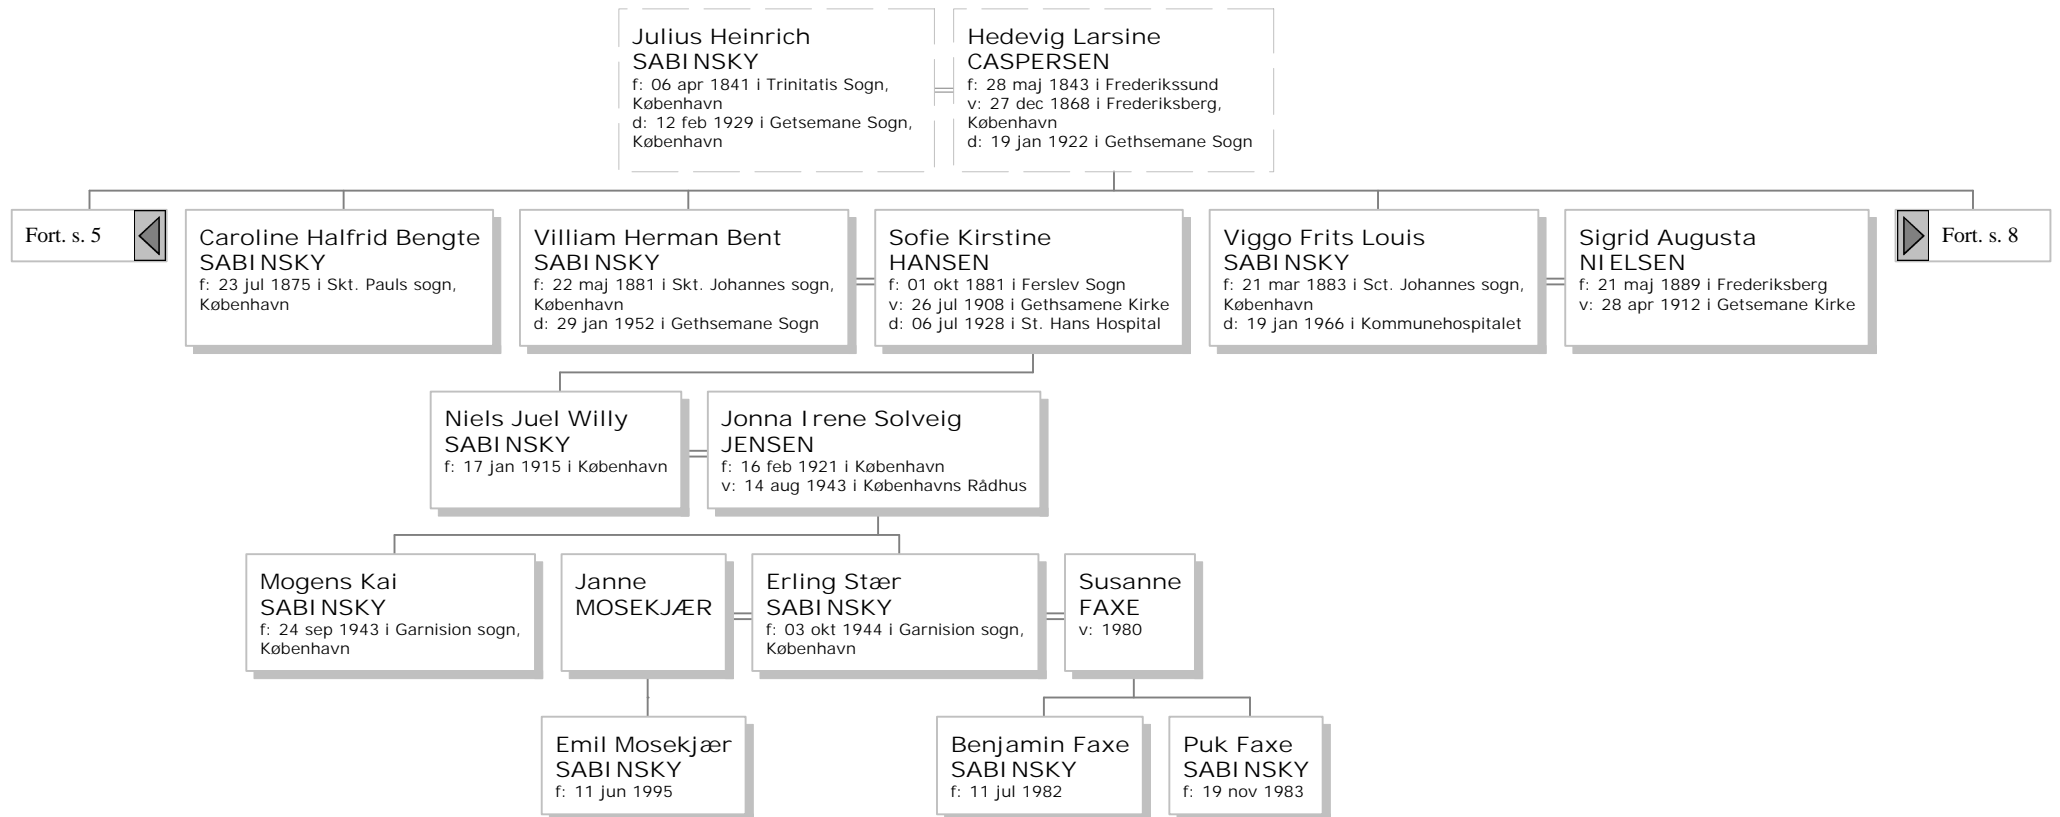 Julius Heinrich
SABINSKY
f: 06 apr 1841 i Trinitatis Sogn,
København
d: 12 feb 1929 i Getsemane Sogn,
København
Hedevig Larsine
CASPERSEN
f: 28 maj 1843 i Frederikssund
v: 27 dec 1868 i Frederiksberg,
København
d: 19 jan 1922 i Gethsemane Sogn
Fort. s. 5
Caroline Halfrid Bengte
SABINSKY
f: 23 jul 1875 i Skt. Pauls sogn,
København
Villiam Herman Bent
SABINSKY
f: 22 maj 1881 i Skt. Johannes sogn,
København
d: 29 jan 1952 i Gethsemane Sogn
Sofie Kirstine
HANSEN
f: 01 okt 1881 i Ferslev Sogn
v: 26 jul 1908 i Gethsamene Kirke
d: 06 jul 1928 i St. Hans Hospital
Viggo Frits Louis
SABINSKY
f: 21 mar 1883 i Sct. Johannes sogn,
København
d: 19 jan 1966 i Kommunehospitalet
Sigrid Augusta
NIELSEN
f: 21 maj 1889 i Frederiksberg
v: 28 apr 1912 i Getsemane Kirke
Fort. s. 8
Niels Juel Willy
SABINSKY
f: 17 jan 1915 i København
Jonna Irene Solveig
JENSEN
f: 16 feb 1921 i København
v: 14 aug 1943 i Københavns Rådhus
Mogens Kai
SABINSKY
f: 24 sep 1943 i Garnision sogn,
København
Janne
MOSEKJÆR
Erling Stær
SABINSKY
f: 03 okt 1944 i Garnision sogn,
København
Susanne
FAXE
v: 1980
Emil Mosekjær
SABINSKY
f: 11 jun 1995
Benjamin Faxe
SABINSKY
f: 11 jul 1982
Puk Faxe
SABINSKY
f: 19 nov 1983